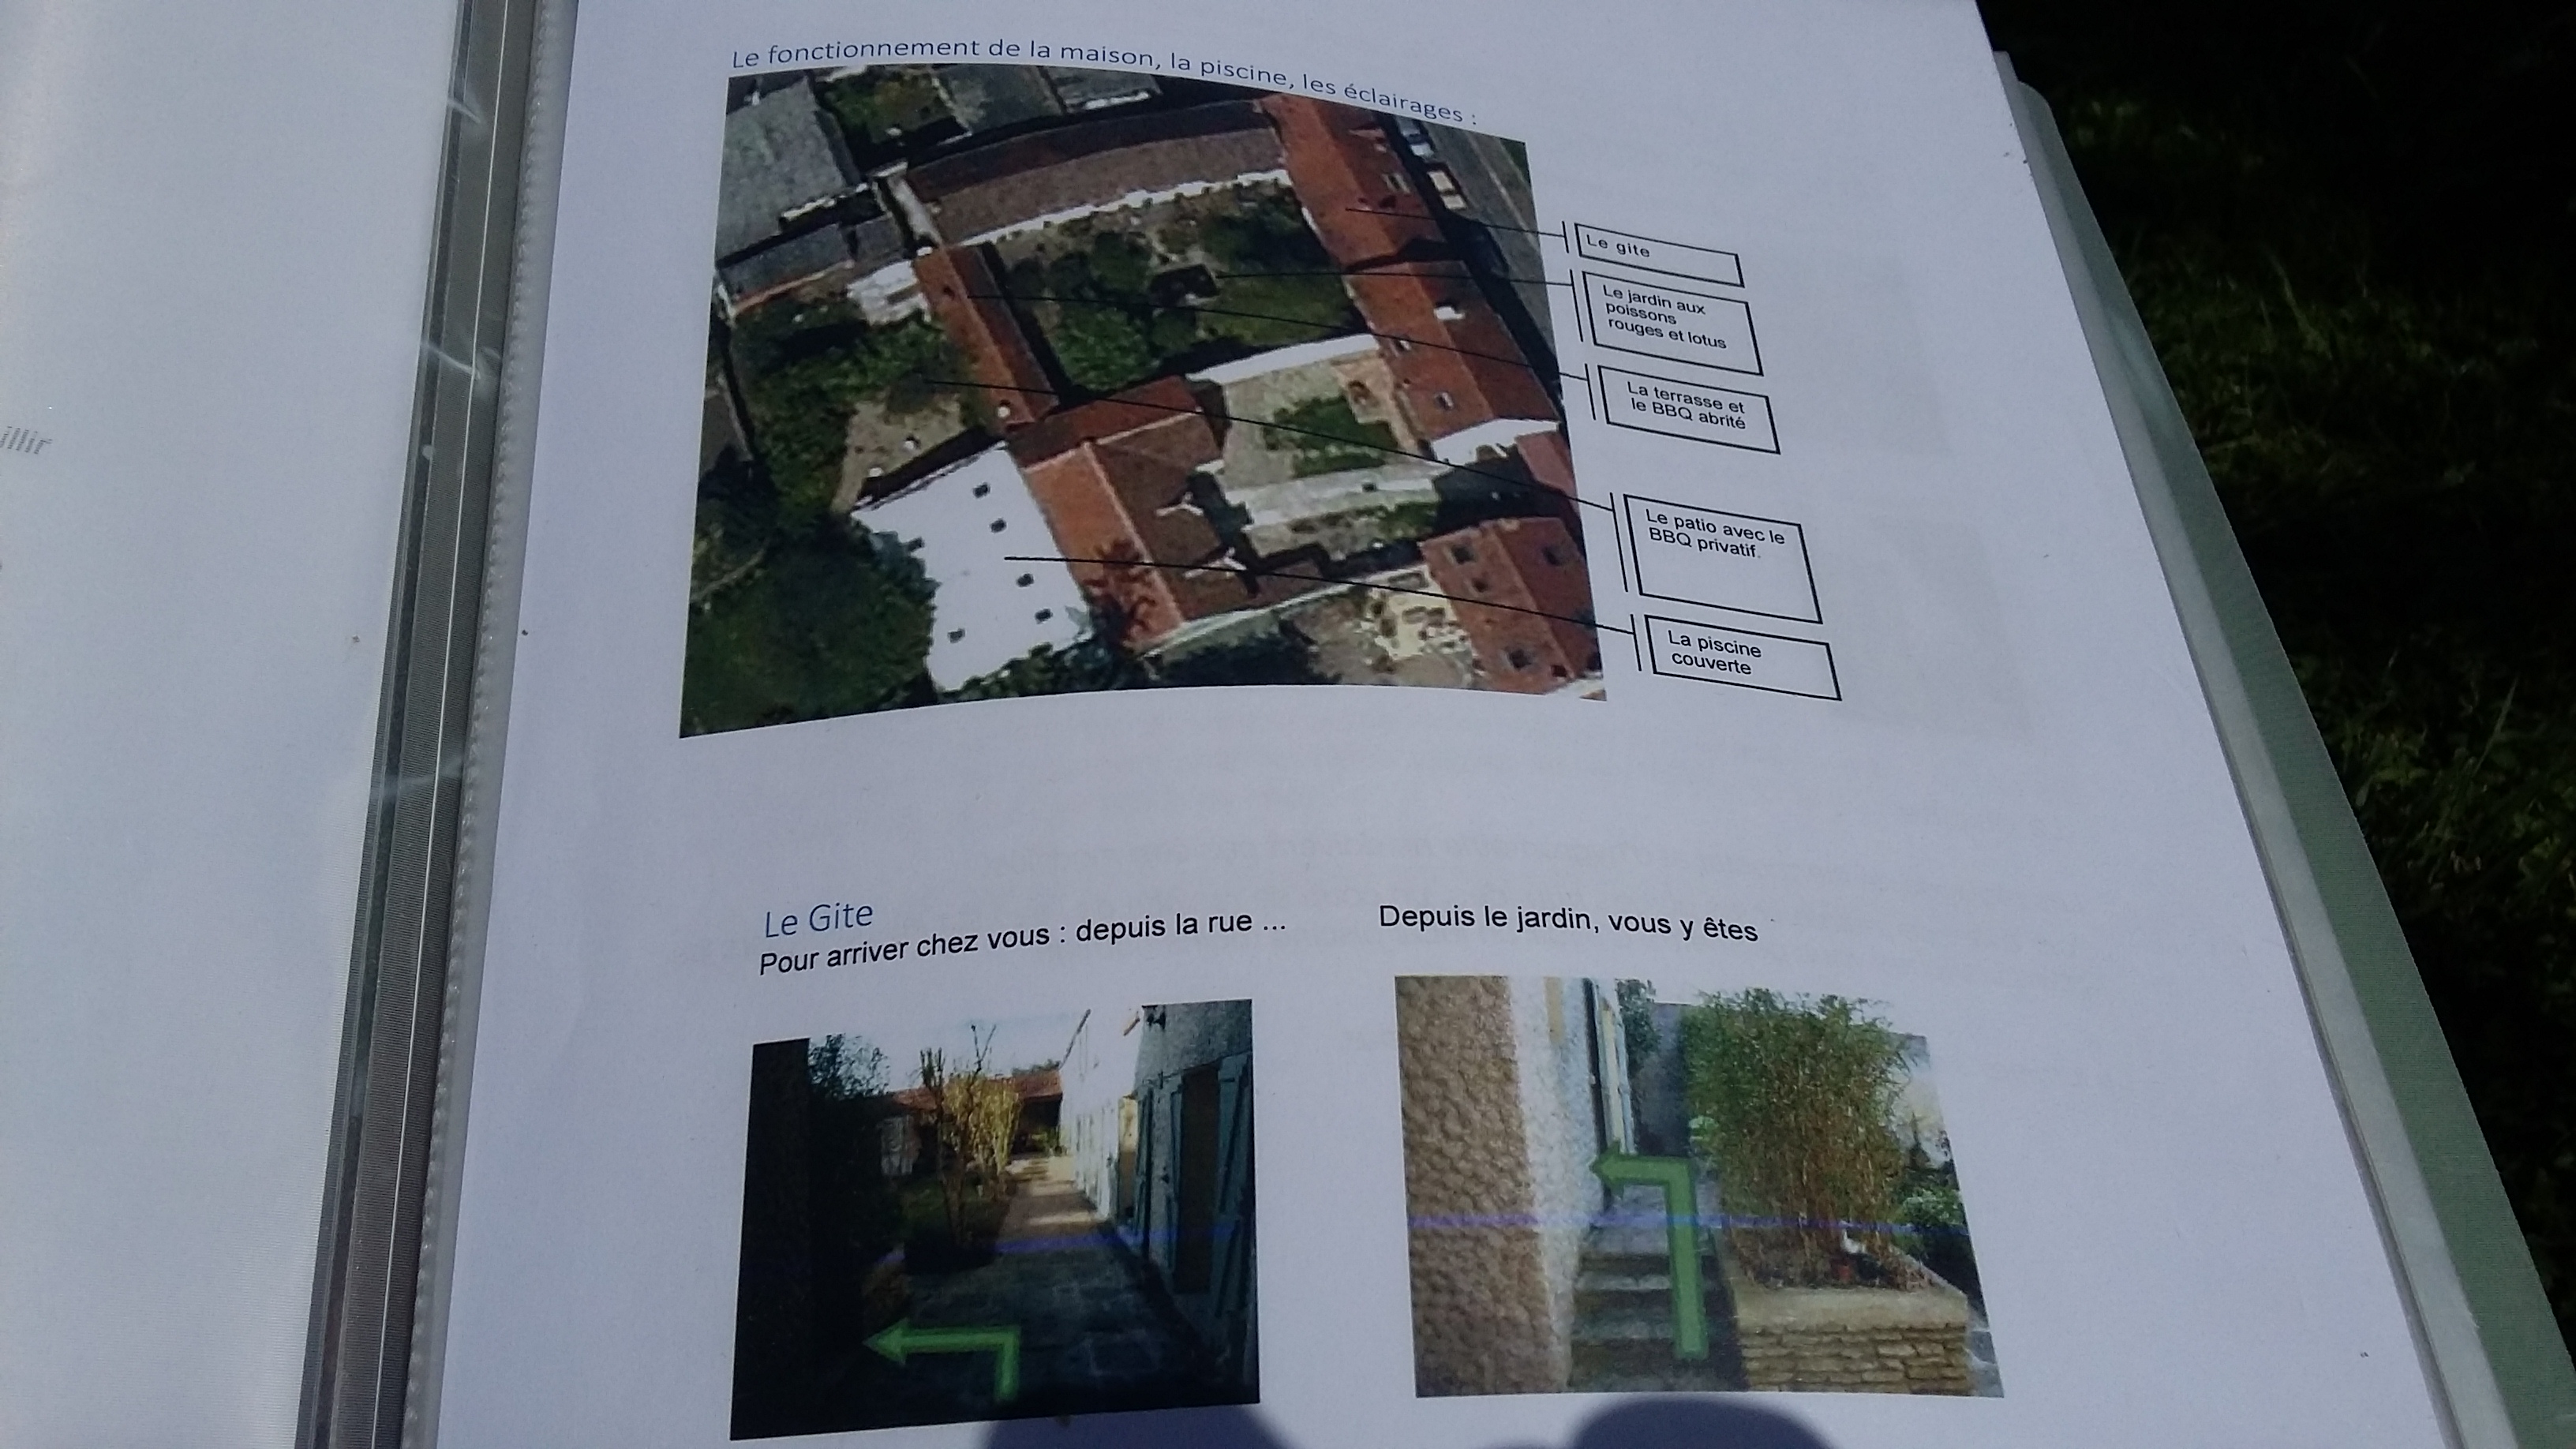 illir
Le fonctionnement de la maison, la piscine, les éclairages :
Le gite
Le jardin aux
poissons
rouges et lotus
La terrasse et
le BBQ abrité
Le patio avec le
BBQ privatif.
La piscine
couverte
Le Gite
Pour arriver chez vous : depuis la rue ...
Depuis le jardin, vous y êtes